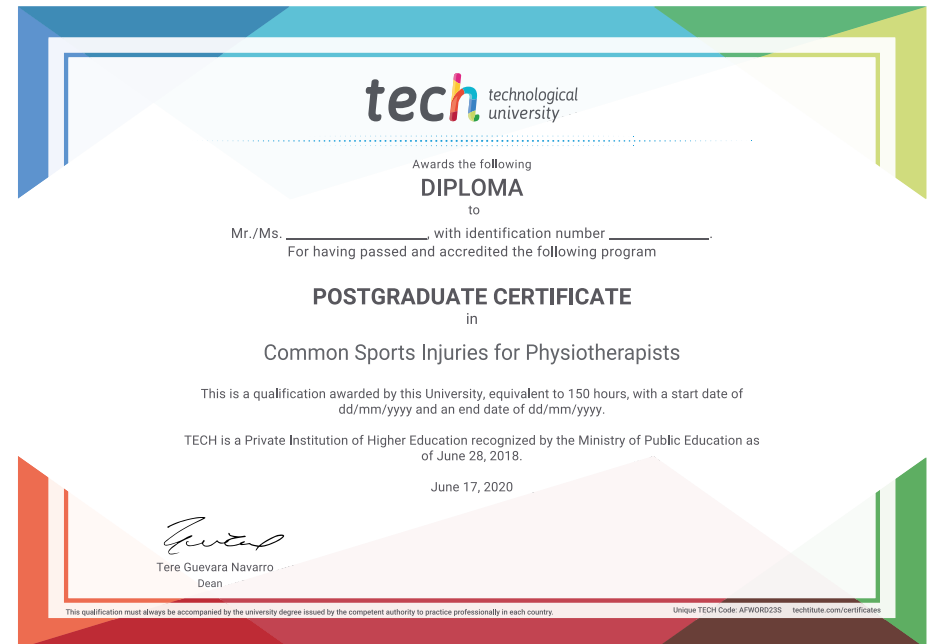 tech technological
university
Awards the following
DIPLOMA
to
Mr./Ms. ____________________, with identification number ______________.
For having passed and accredited the following program
POSTGRADUATE CERTIFICATE
in
Common Sports Injuries for Physiotherapists
This is a qualification awarded by this University, equivalent to 150 hours, with a start date of
dd/mm/yyyy and an end date of dd/mm/yyyy.
TECH is a Private Institution of Higher Education recognized by the Ministry of Public Education as
of June 28, 2018.
June 17, 2020
Tere Guevara Navarro
Dean
This qualification must always be accompanied by the university degree issued by the competent authority to practice professionally in each country.
Unique TECH Code: AFWORD23S techtitute.com/certificates